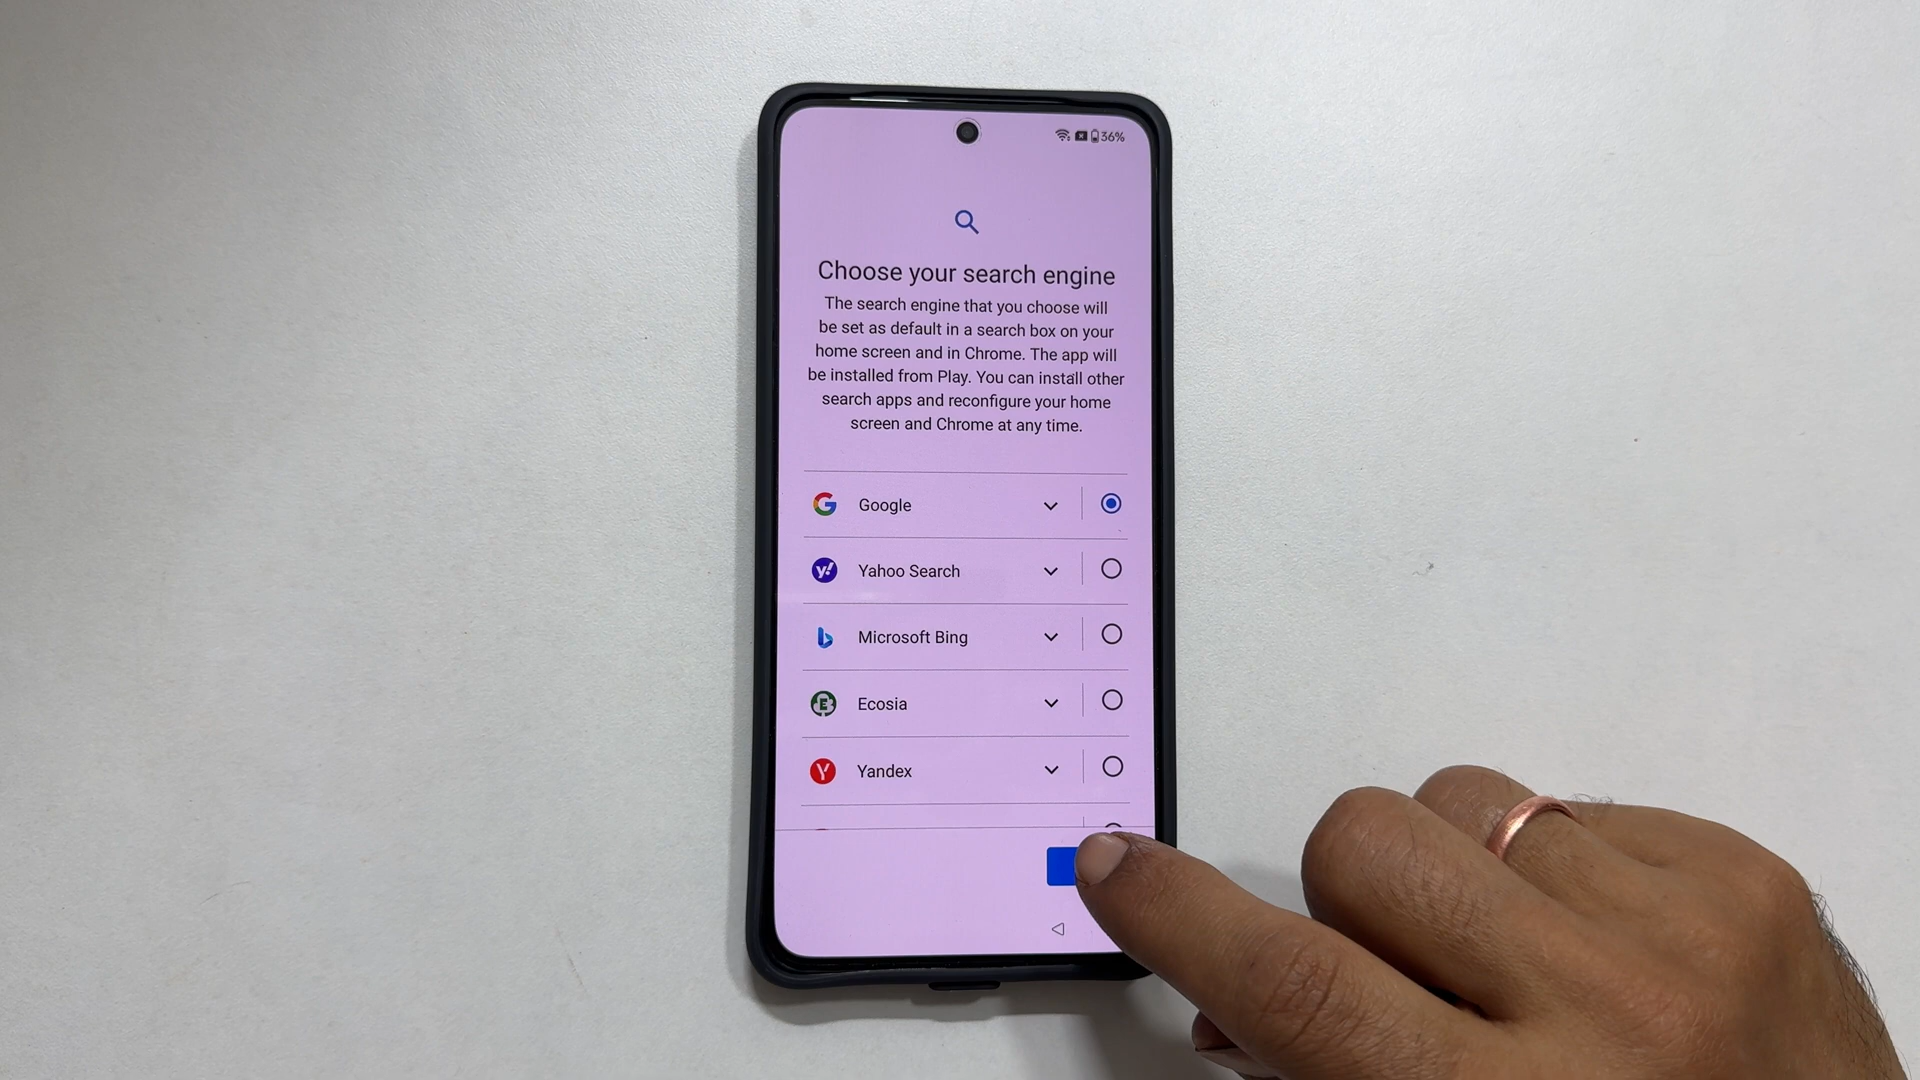 36%
Choose your search engine
The search engine that you choose will
be set as default in a search box on your
home screen and in Chrome. The app will
be installed from Play. You can install other
search apps and reconfigure your home
screen and Chrome at any time.
Google
Yahoo Search
Microsoft Bing
Ecosia
Yandex